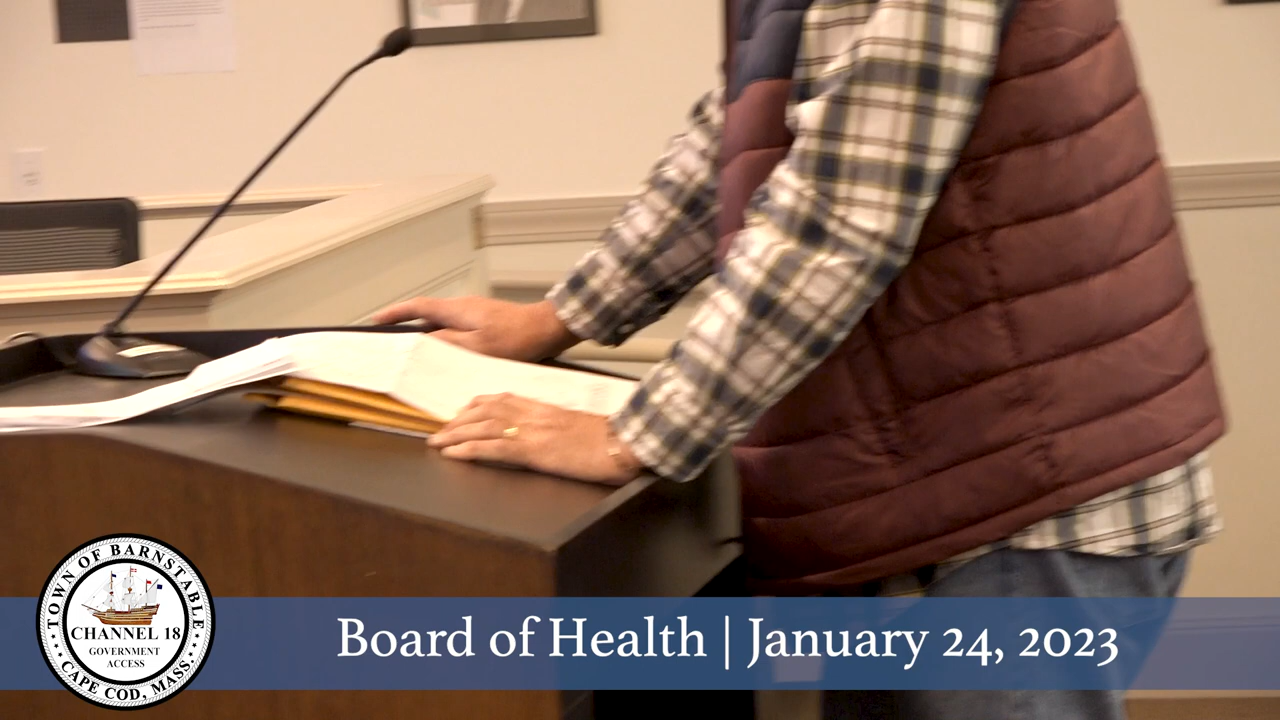 TOWN OF BARNSTABLE
CHANNEL 18
GOVERNMENT
ACCESS
CAPE COD, MASS.
Board of Health | January 24, 2023